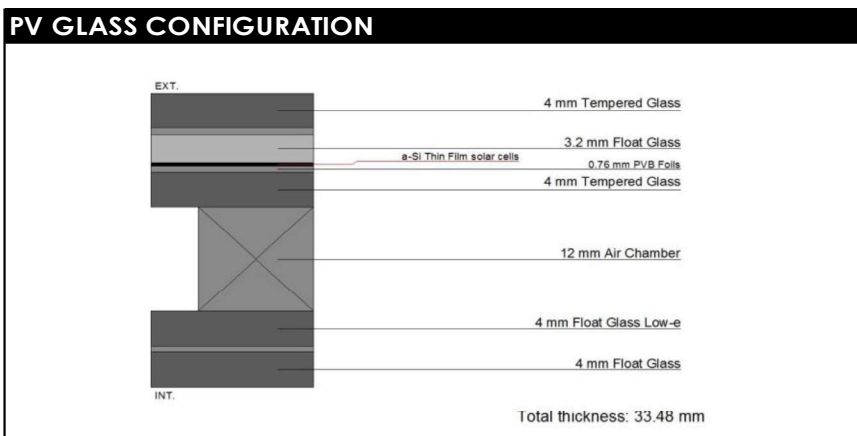 PV GLASS CONFIGURATION
EXT.
4 mm Tempered Glass
3.2 mm Float Glass
a-Si Thin Film solar cells
0.76 mm PVB Foils
4 mm Tempered Glass
12 mm Air Chamber
4 mm Float Glass Low-e
4 mm Float Glass
INT.
Total thickness: 33.48 mm